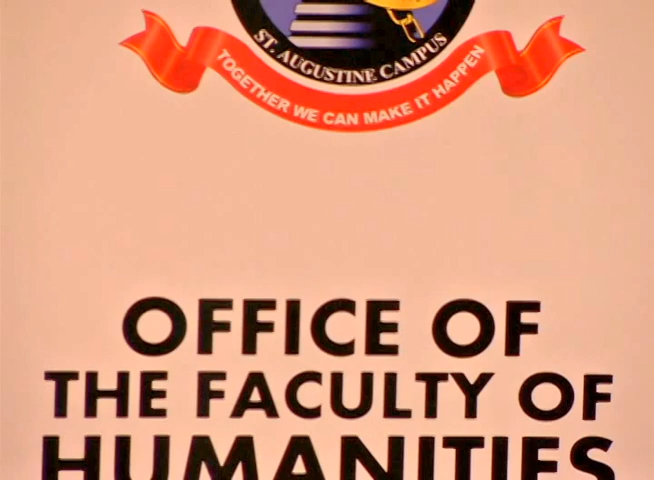 ST. AUGUSTINE CAMPUS
TOGETHER WE CAN MAKE IT HAPPEN
OFFICE OF
THE FACULTY OF
HUMANITIES